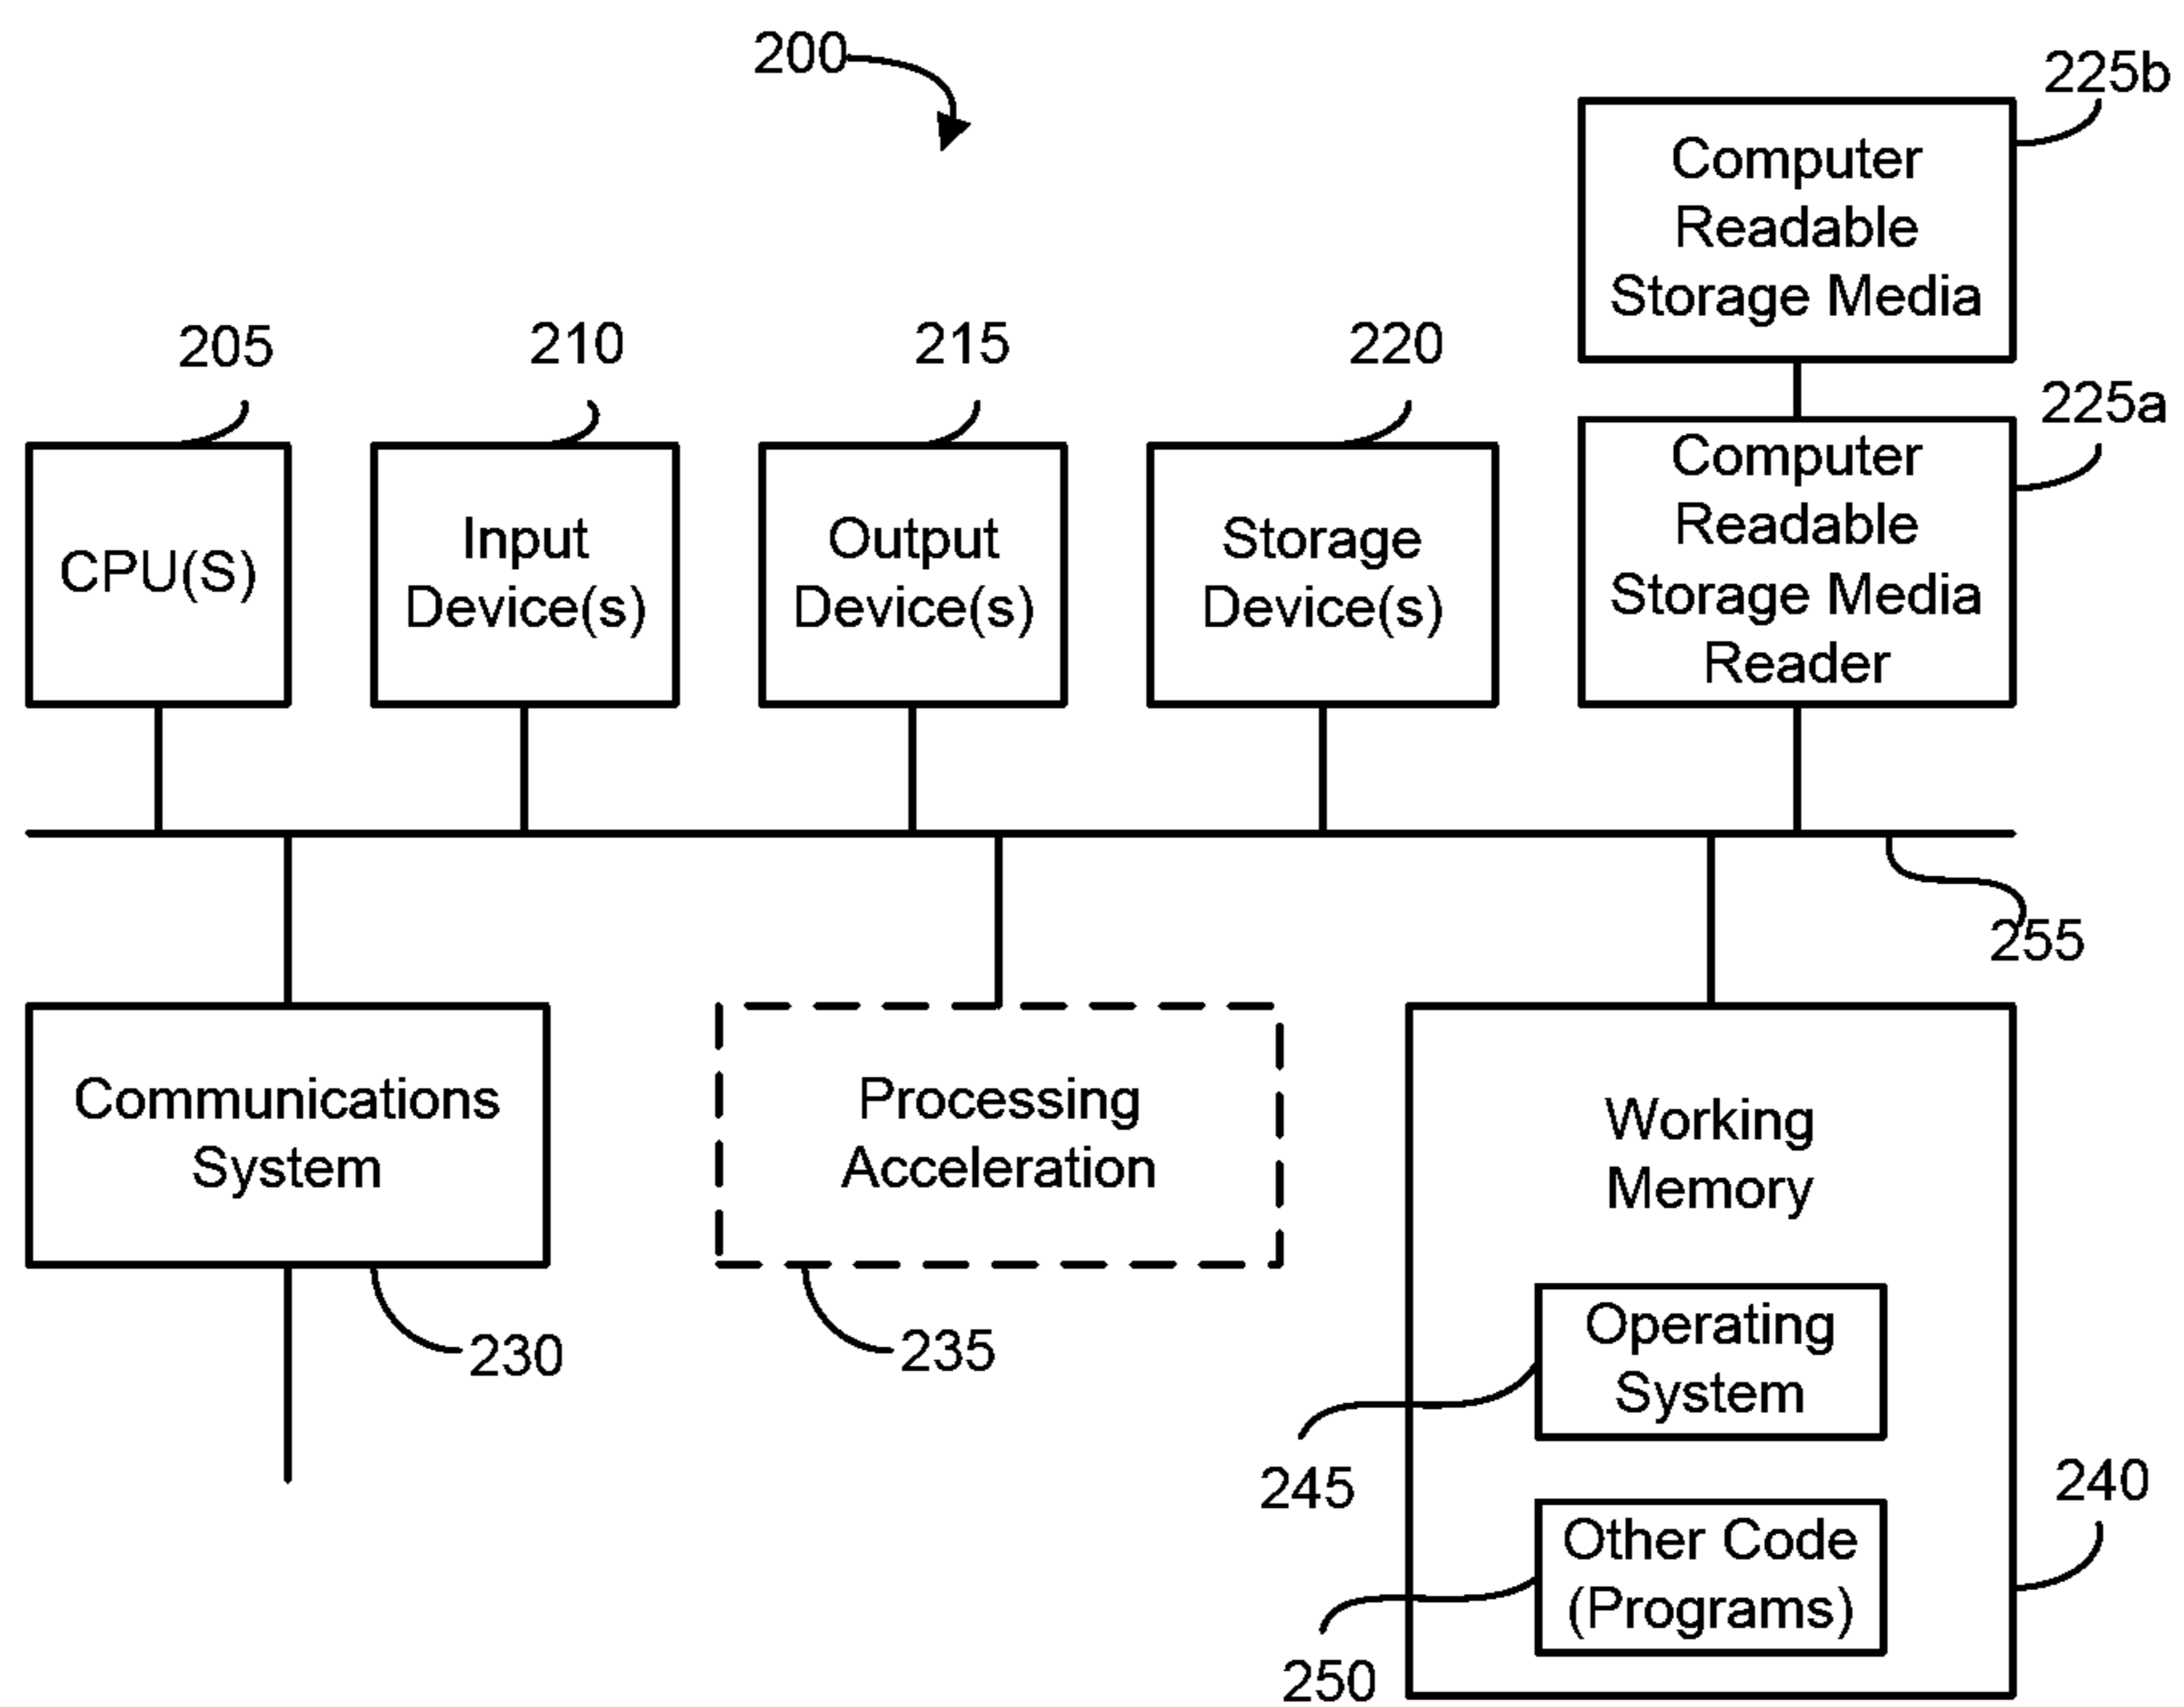 200
225b
Computer
Readable
Storage Media
205
210
215
220
225a
CPU(S)
Input
Device(s)
Output
Device(s)
Storage
Device(s)
Computer
Readable
Storage Media
Reader
255
Communications
System
230
Processing
Acceleration
235
Working
Memory
Operating
System
245
240
Other Code
(Programs)
250